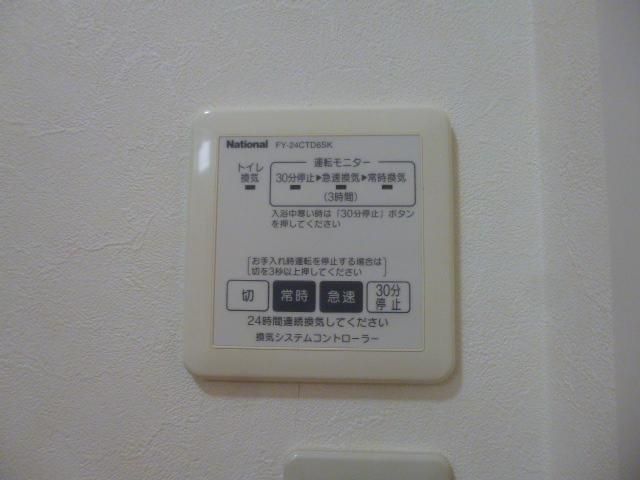 National FY-24CTD6SK
運転モニター
トイレ
換気
30分停止▶急速換気▶常時換気
(3時間)
入浴中寒い時は「30分停止」ボタン
を押してください
お手入れ時運転を停止する場合は
切を3秒以上押してください
切 常時 急速 30分
停止
24時間連続換気してください
換気システムコントローラー